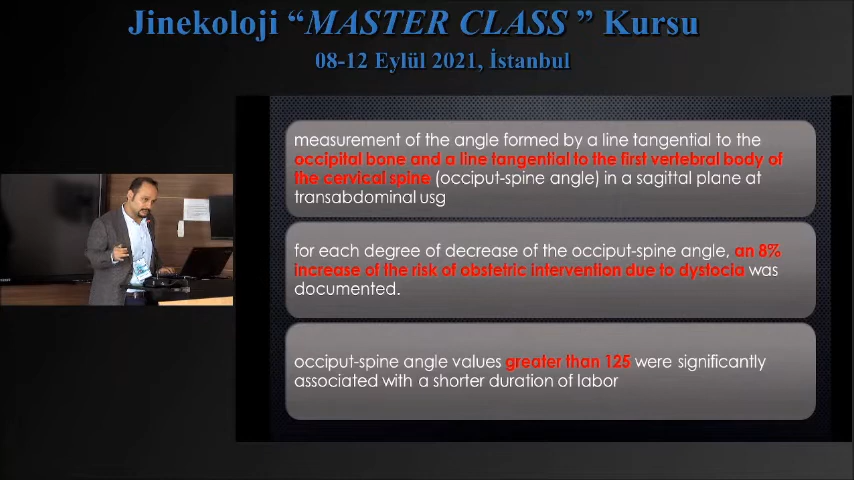 Jinekoloji “MASTER CLASS ” Kursu
08-12 Eylül 2021, İstanbul
measurement of the angle formed by a line tangential to the
occipital bone and a line tangential to the first vertebral body of
the cervical spine (occiput-spine angle) in a sagittal plane at
transabdominal usg
for each degree of decrease of the occiput-spine angle, an 8%
increase of the risk of obstetric intervention due to dystocia was
documented.
occiput-spine angle values greater than 125 were significantly
associated with a shorter duration of labor